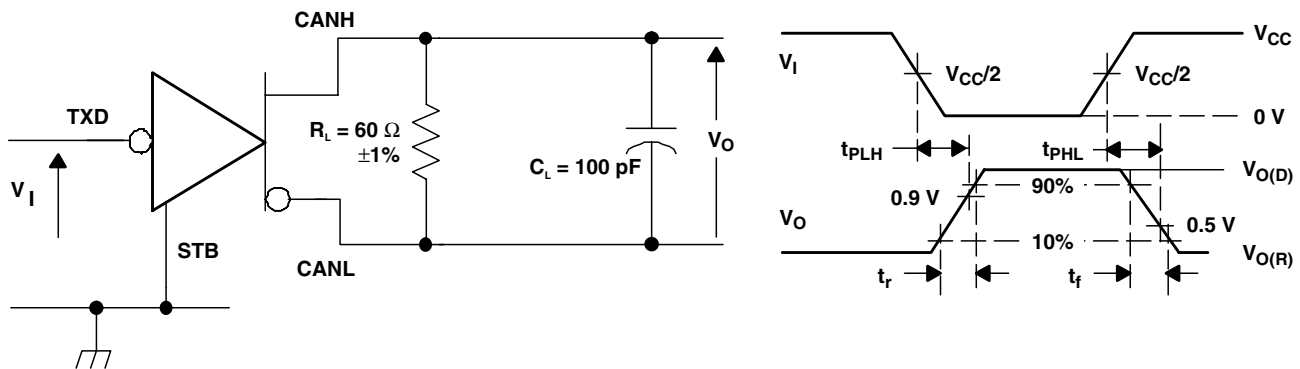 CANH
TXD
V_I
STB
CANL
R_L = 60 Ω
±1%
C_L = 100 pF
V_O
V_I
V_CC
V_CC/2
V_CC/2
0 V
t_PLH
t_PHL
V_O(D)
90%
0.9 V
V_O
0.5 V
10%
V_O(R)
t_r
t_f